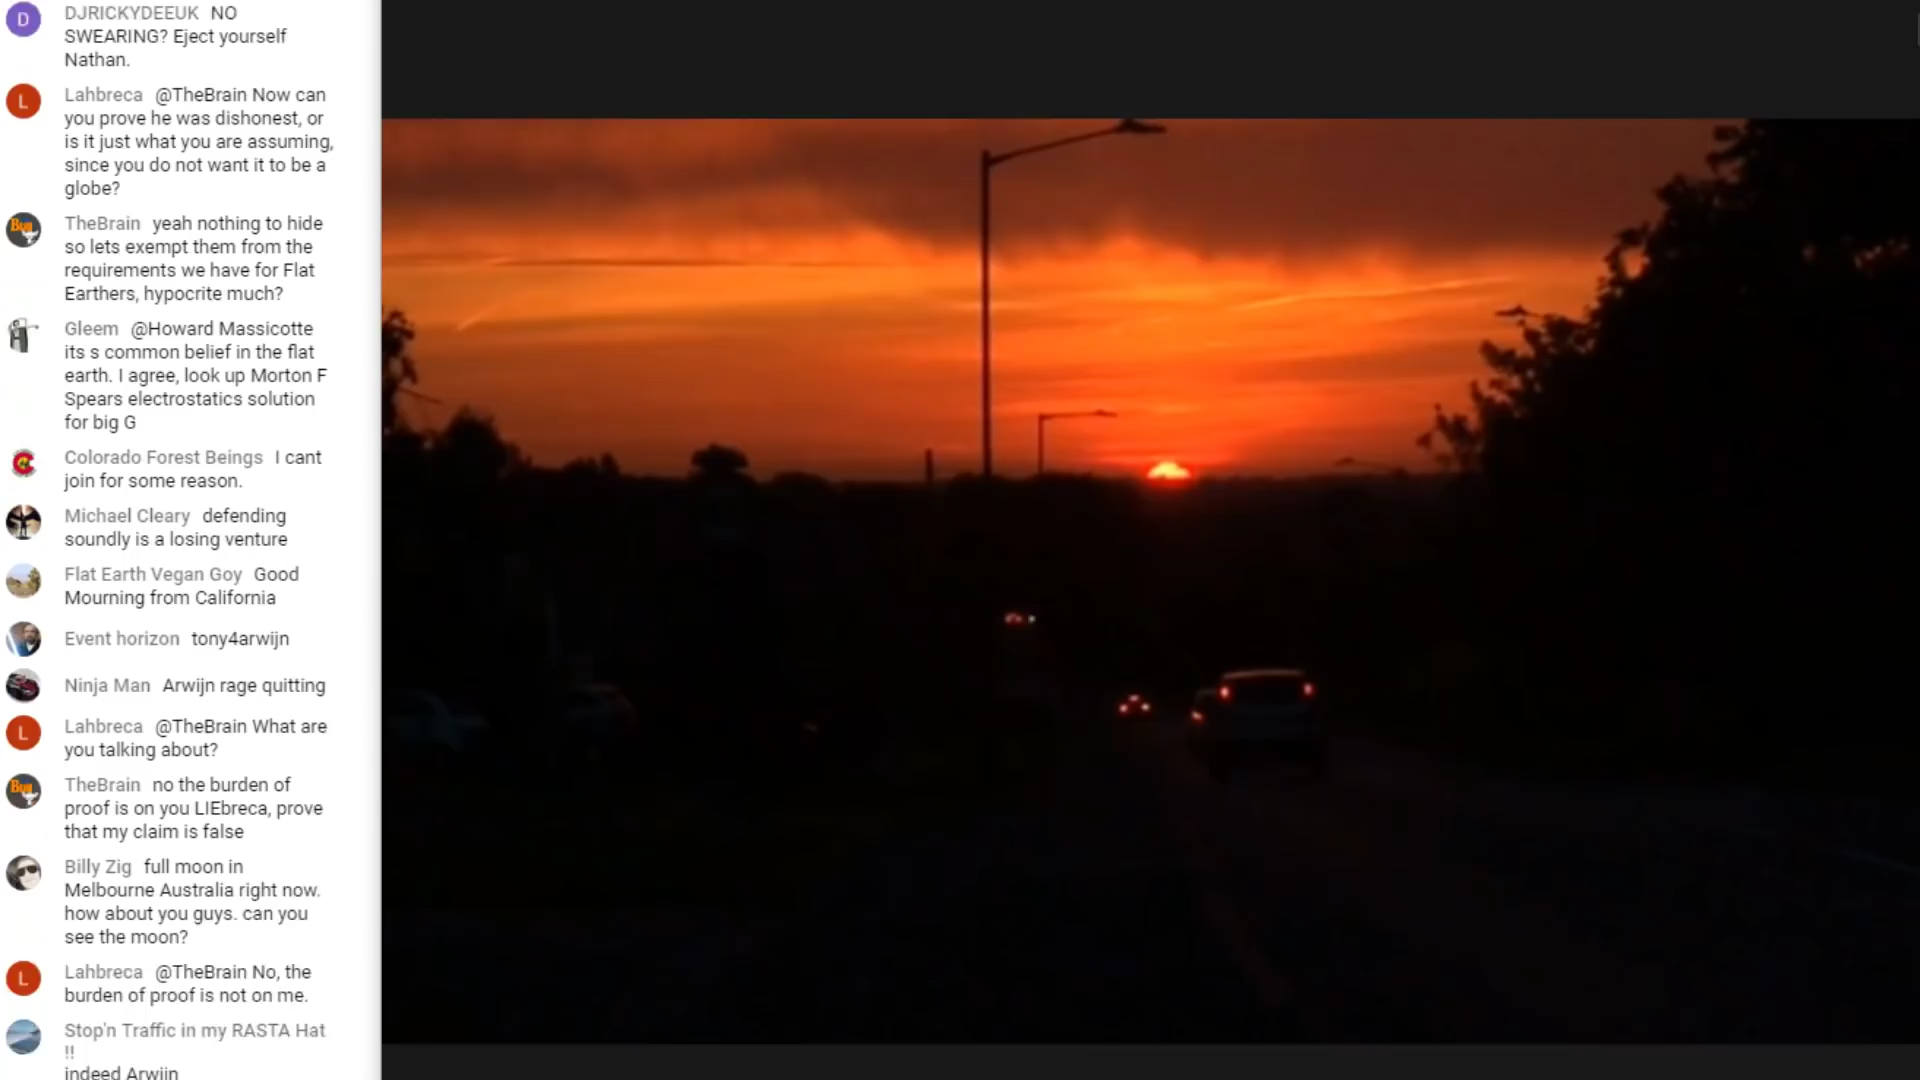 D
DJRICKYDEEUK NO
SWEARING? Eject yourself
Nathan.
L
Lahbreca @TheBrain Now can
you prove he was dishonest, or
is it just what you are assuming,
since you do not want it to be a
globe?
TheBrain yeah nothing to hide
so lets exempt them from the
requirements we have for Flat
Earthers, hypocrite much?
Gleem @Howard Massicotte
its s common belief in the flat
earth. I agree, look up Morton F
Spears electrostatics solution
for big G
Colorado Forest Beings I cant
join for some reason.
Michael Cleary defending
soundly is a losing venture
Flat Earth Vegan Goy Good
Mourning from California
Event horizon tony4arwijn
Ninja Man Arwijn rage quitting
L
Lahbreca @TheBrain What are
you talking about?
TheBrain no the burden of
proof is on you LIEbreca, prove
that my claim is false
Billy Zig full moon in
Melbourne Australia right now.
how about you guys. can you
see the moon?
L
Lahbreca @TheBrain No, the
burden of proof is not on me.
Stop'n Traffic in my RASTA Hat
!!
indeed Arwijn